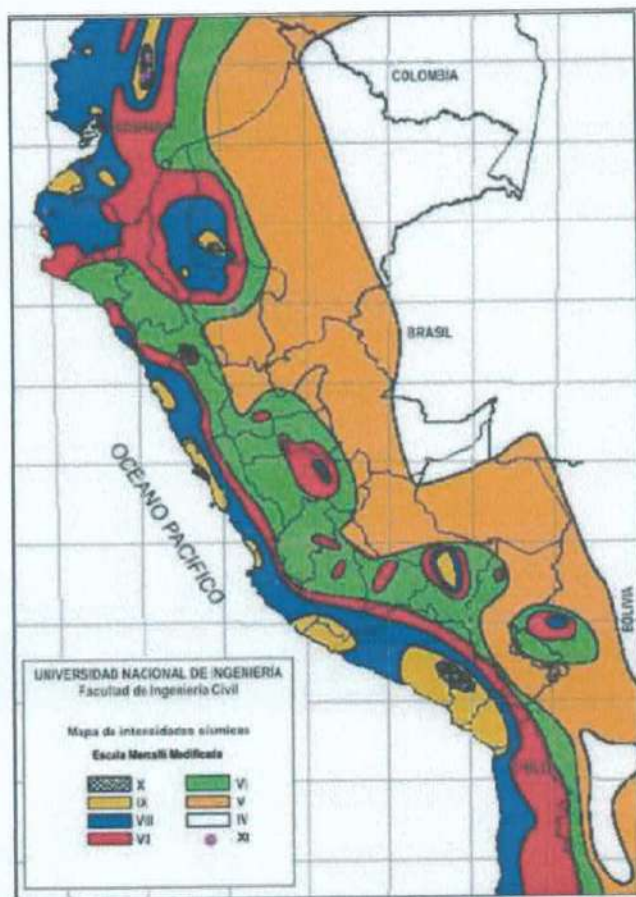 COLOMBIA
BRASIL
OCEANO PACIFICO
BOLIVIA
UNIVERSIDAD NACIONAL DE INGENIERÍA
Facultad de Ingeniería Civil
Mapa de intensidades sísmicas
Escala Mercalli Modificada
X
IX
VIII
VII
VI
V
IV
XI